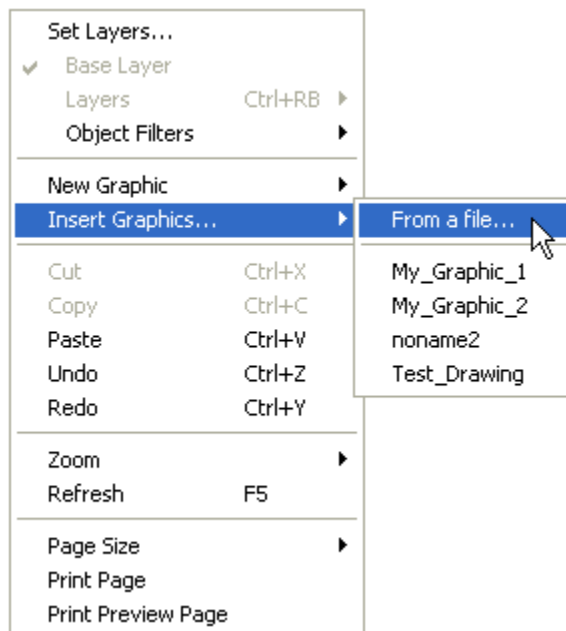 Set Layers...
Base Layer
Layers Ctrl+RB
Object Filters
New Graphic
Insert Graphics...
Cut Ctrl+X
Copy Ctrl+C
Paste Ctrl+V
Undo Ctrl+Z
Redo Ctrl+Y
Zoom
Refresh F5
Page Size
Print Page
Print Preview Page
From a file...
My_Graphic_1
My_Graphic_2
noname2
Test_Drawing